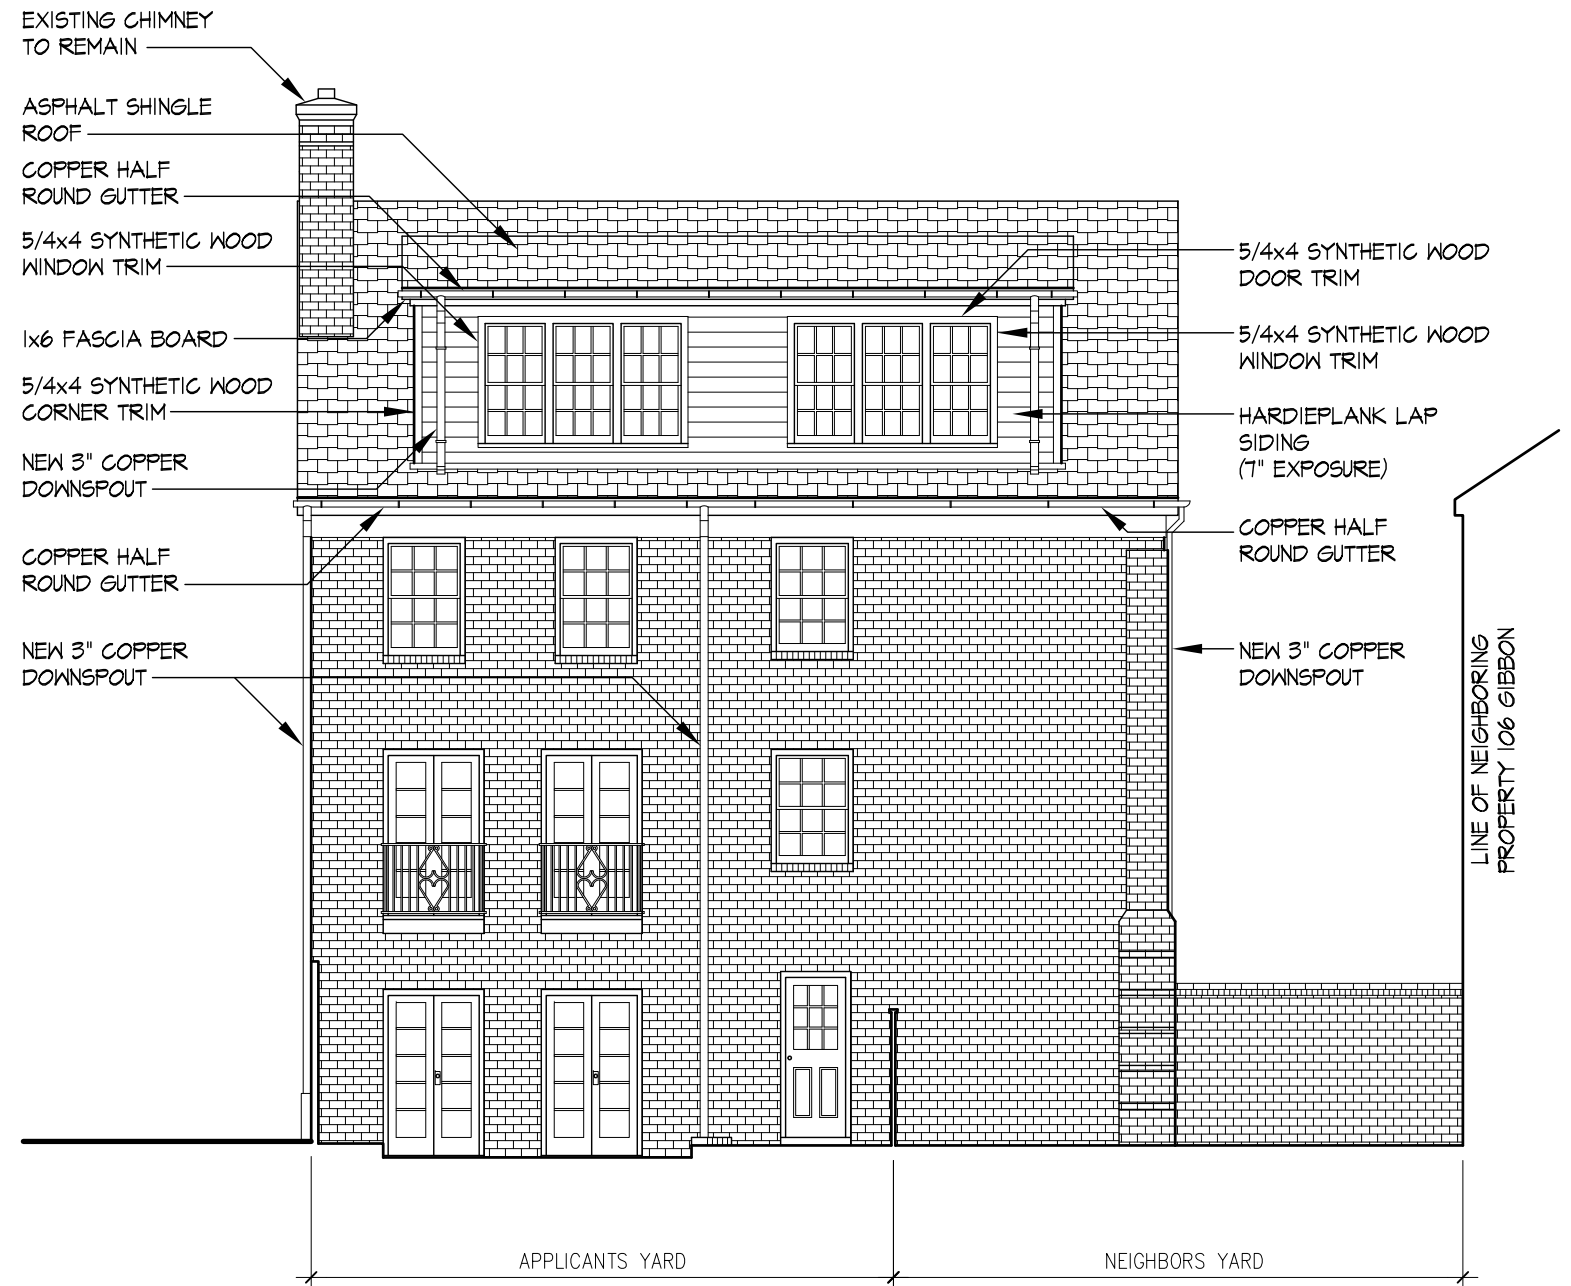 EXISTING CHIMNEY
TO REMAIN
ASPHALT SHINGLE
ROOF
COPPER HALF
ROUND GUTTER
5/4x4 SYNTHETIC WOOD
WINDOW TRIM
1x6 FASCIA BOARD
5/4x4 SYNTHETIC WOOD
CORNER TRIM
NEW 3" COPPER
DOWNSPOUT
COPPER HALF
ROUND GUTTER
NEW 3" COPPER
DOWNSPOUT
5/4x4 SYNTHETIC WOOD
DOOR TRIM
5/4x4 SYNTHETIC WOOD
WINDOW TRIM
HARDIEPLANK LAP
SIDING
(7" EXPOSURE)
COPPER HALF
ROUND GUTTER
NEW 3" COPPER
DOWNSPOUT
LINE OF NEIGHBORING
PROPERTY 106 GIBBON
APPLICANTS YARD
NEIGHBORS YARD